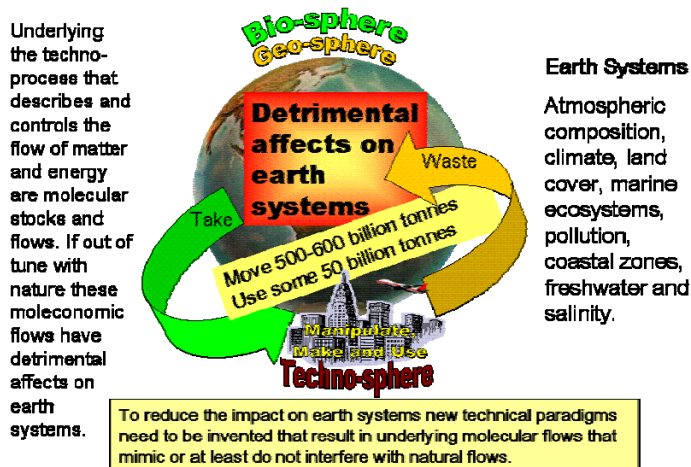 Underlying
the techno-
process that
describes and
controls the
flow of matter
and energy
are molecular
stocks and
flows. If out of
tune with
nature these
moleconomic
flows have
detrimental
affects on
earth
systems.
Bio-sphere
Geo-sphere
Detrimental
affects on
earth
systems
Waste
Take
Move 500-600 billion tonnes
Use some 50 billion tonnes
Manipulate,
Make and Use
Techno-sphere
Earth Systems
Atmospheric
composition,
climate, land
cover, marine
ecosystems,
pollution,
coastal zones,
freshwater and
salinity.
To reduce the impact on earth systems new technical paradigms
need to be invented that result in underlying molecular flows that
mimic or at least do not interfere with natural flows.